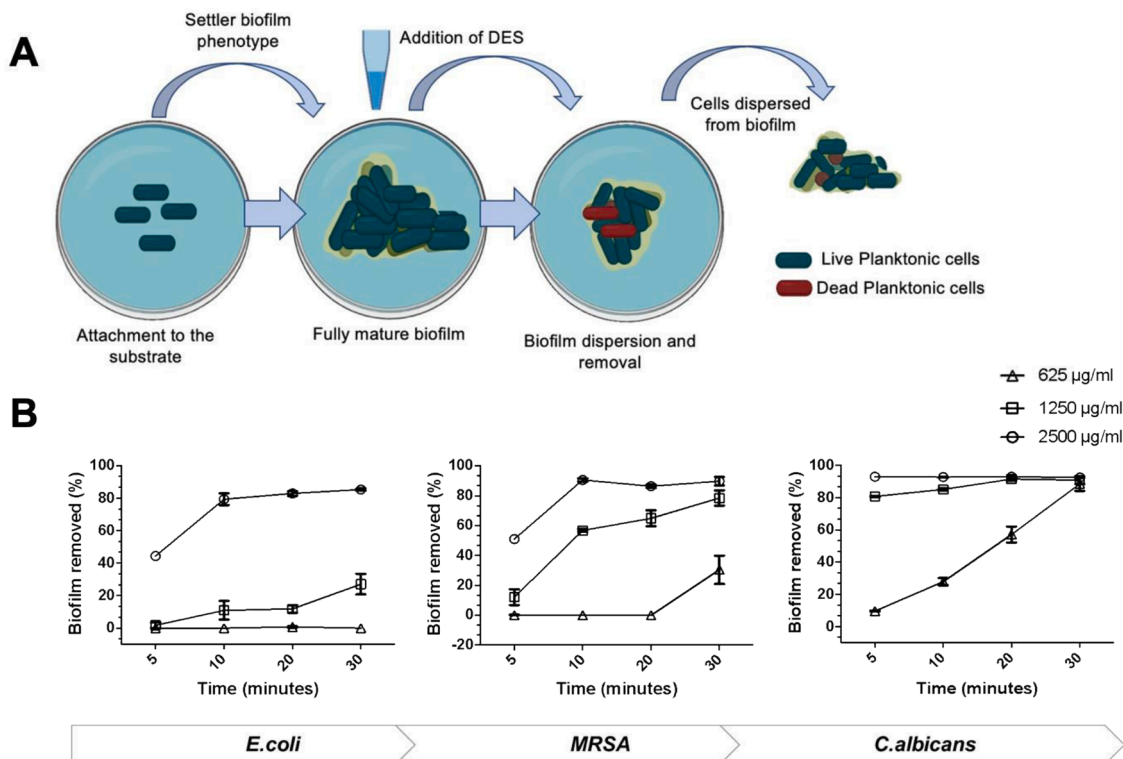 A
Settler biofilm
phenotype
Addition of DES
Cells dispersed
from biofilm
Live Planktonic cells
Dead Planktonic cells
Attachment to the
substrate
Fully mature biofilm
Biofilm dispersion and
removal
625 µg/ml
1250 µg/ml
2500 µg/ml
B
Biofilm removed (%)
100
80
60
40
20
0
5
10
20
30
Time (minutes)
Biofilm removed (%)
100
80
60
40
20
0
-20
5
10
20
30
Time (minutes)
Biofilm removed (%)
100
80
60
40
20
0
5
10
20
30
Time (minutes)
E.coli
MRSA
C.albicans